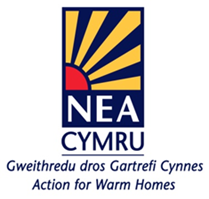 NEA
CYMRU
Gweithredu dros Gartrefi Cynnes
Action for Warm Homes